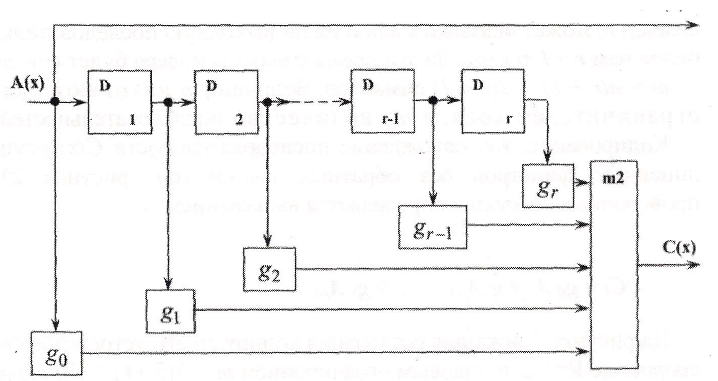 A(x)
D
1
D
2
D
r-1
D
r
g_r
m2
g_{r-1}
C(x)
g_2
g_1
g_0